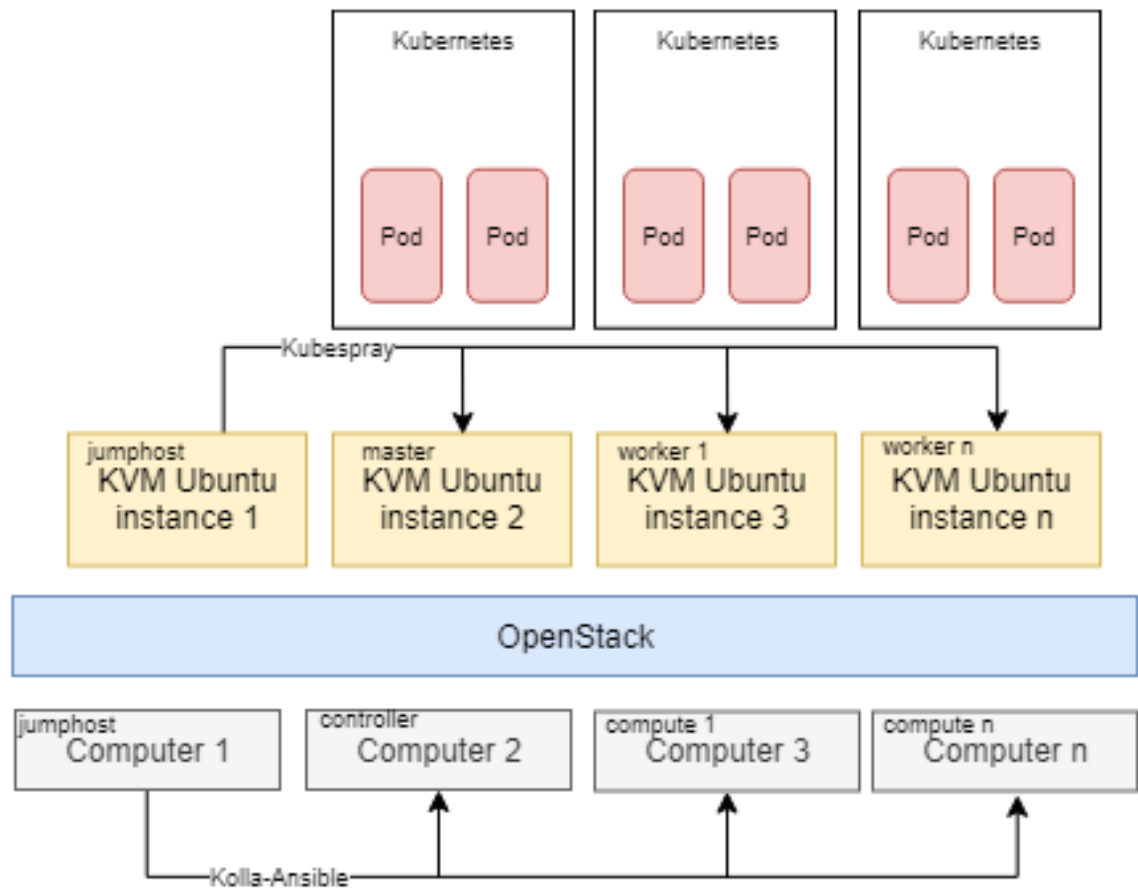 Kubernetes
Kubernetes
Kubernetes
Pod
Pod
Pod
Pod
Pod
Pod
Kubespray
jumphost
KVM Ubuntu
instance 1
master
KVM Ubuntu
instance 2
worker 1
KVM Ubuntu
instance 3
worker n
KVM Ubuntu
instance n
OpenStack
jumphost
Computer 1
controller
Computer 2
compute 1
Computer 3
compute n
Computer n
Kolla-Ansible